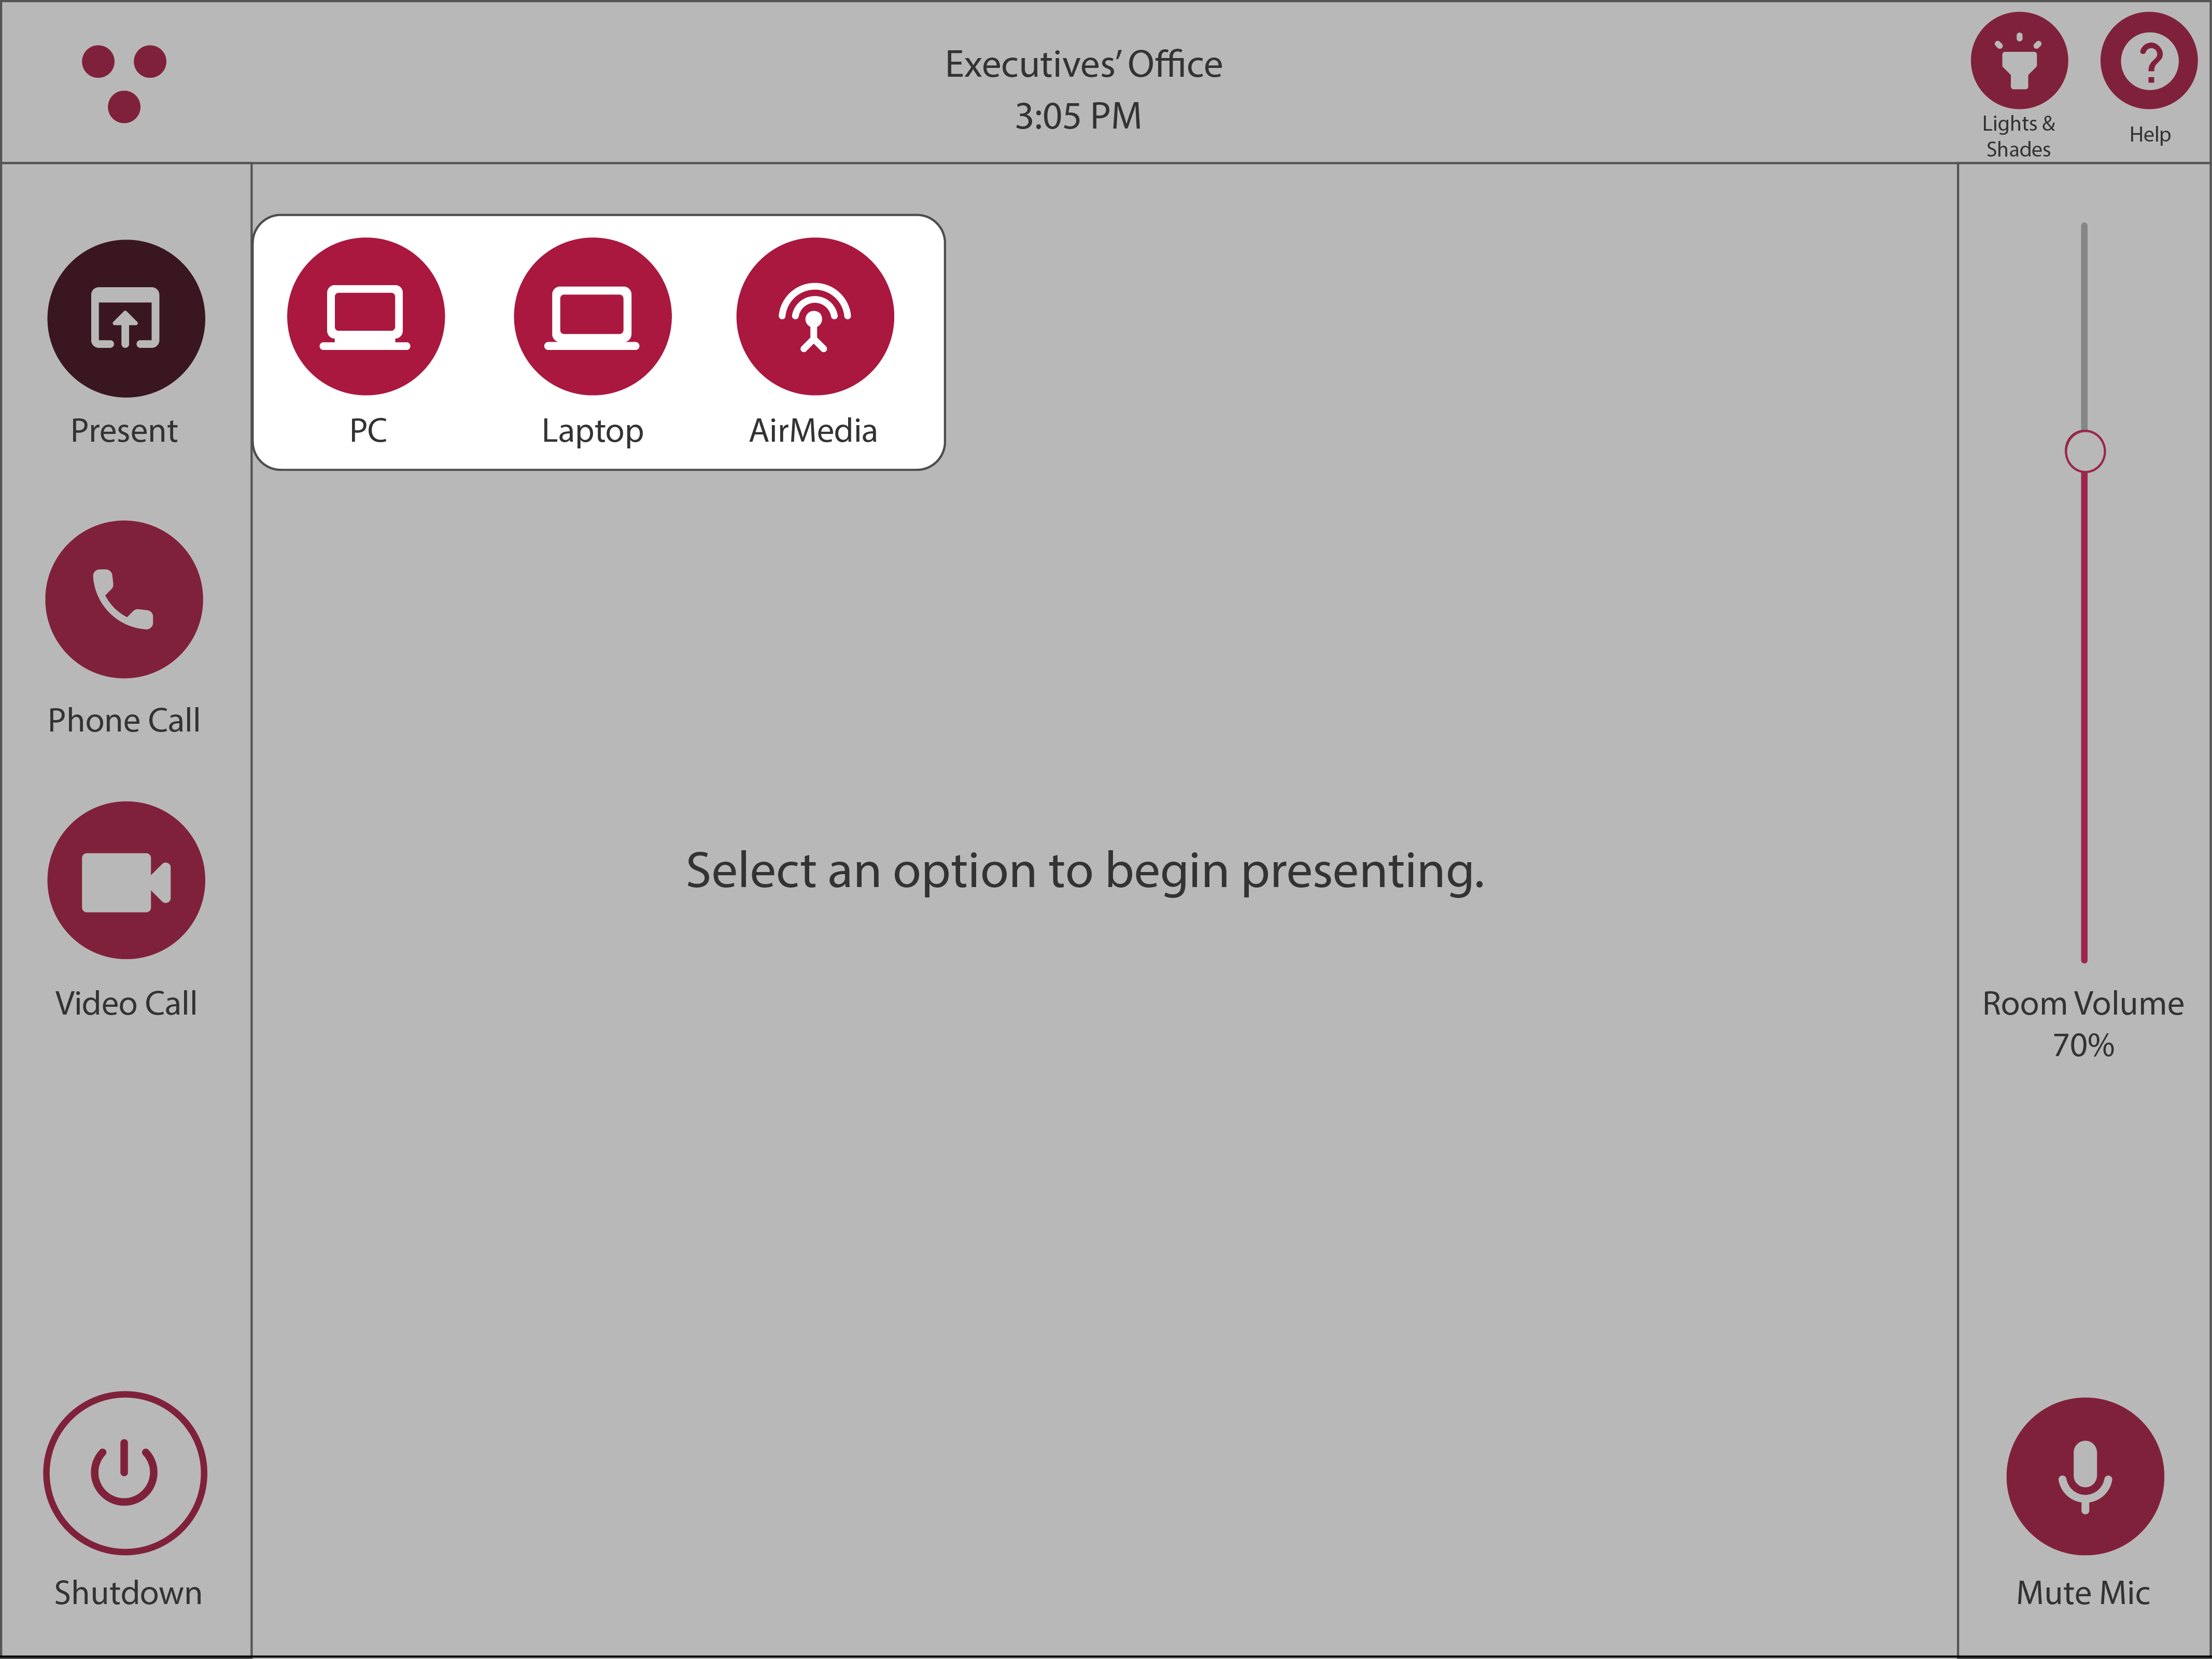 Executives’ Office
3:05 PM
Lights &
Shades
Help
Present
PC
Laptop
AirMedia
Phone Call
Video Call
Select an option to begin presenting.
Room Volume
70%
Shutdown
Mute Mic